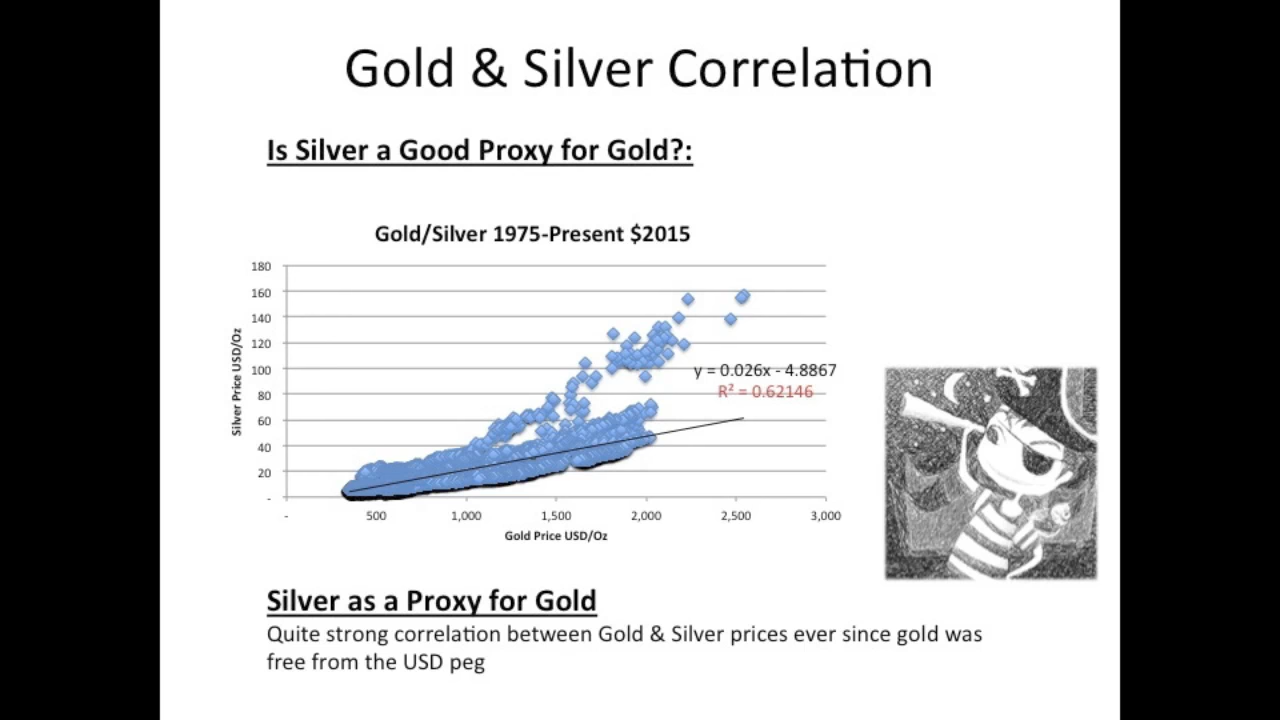 Gold & Silver Correlation
Is Silver a Good Proxy for Gold?:
Gold/Silver 1975-Present $2015
180
160
140
120
100
80
60
40
20
-
Silver Price USD/Oz
y = 0.026x - 4.8867
R² = 0.62146
- 500 1,000 1,500 2,000 2,500 3,000
Gold Price USD/Oz
Silver as a Proxy for Gold
Quite strong correlation between Gold & Silver prices ever since gold was
free from the USD peg